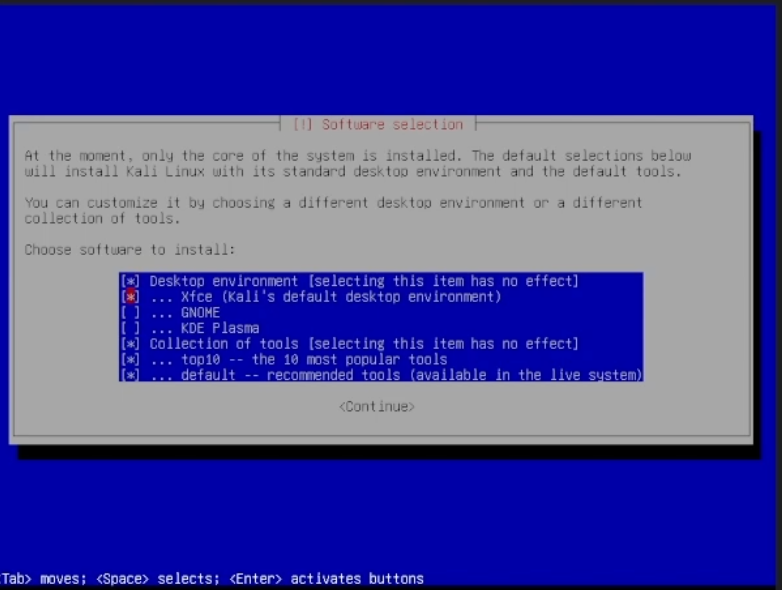 [!] Software selection
At the moment, only the core of the system is installed. The default selections below
will install Kali Linux with its standard desktop environment and the default tools.
You can customize it by choosing a different desktop environment or a different
collection of tools.
Choose software to install:
[*] Desktop environment [selecting this item has no effect]
[*] ... Xfce (Kali's default desktop environment)
[ ] ... GNOME
[ ] ... KDE Plasma
[*] Collection of tools [selecting this item has no effect]
[*] ... top10 -- the 10 most popular tools
[*] ... default -- recommended tools (available in the live system)
<Continue>
Tab> moves; <Space> selects; <Enter> activates buttons